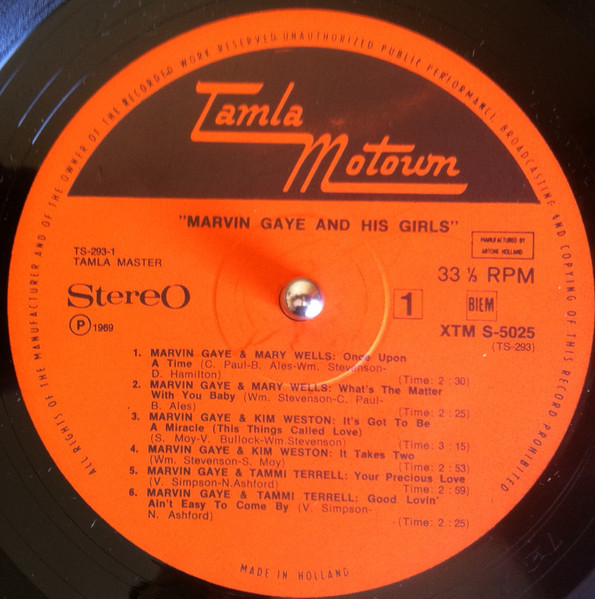 ALL RIGHTS OF THE MANUFACTURER AND OF THE OWNER OF THE RECORDED WORK RESERVED UNAUTHORIZED PUBLIC PERFORMANCE, BROADCASTING AND COPYING OF THIS RECORD PROHIBITED
Tamla
Motown
"MARVIN GAYE AND HIS GIRLS"
TS-293-1
TAMLA MASTER
MANUFACTURED BY
ARTONE HOLLAND
33 ⅓ RPM
Stereo
1
BIEM
Ⓟ 1969
XTM S-5025
(TS-293)
1. MARVIN GAYE & MARY WELLS: Once Upon
A Time (C. Paul-B. Ales-Wm. Stevenson-
D. Hamilton) (Time: 2 : 30)
2. MARVIN GAYE & MARY WELLS: What's The Matter
With You Baby (Wm. Stevenson-C. Paul-
B. Ales) (Time: 2 : 25)
3. MARVIN GAYE & KIM WESTON: It's Got To Be
A Miracle (This Things Called Love)
(S. Moy-V. Bullock-Wm.Stevenson) (Time: 3 : 15)
4. MARVIN GAYE & KIM WESTON: It Takes Two
(Wm. Stevenson-S. Moy) (Time: 2 : 53)
5. MARVIN GAYE & TAMMI TERRELL: Your Precious Love
(V. Simpson-N.Ashford) (Time: 2 : 59)
6. MARVIN GAYE & TAMMI TERRELL: Good Lovin'
Ain't Easy To Come By (V. Simpson-
N. Ashford) (Time: 2 : 25)
MADE IN HOLLAND